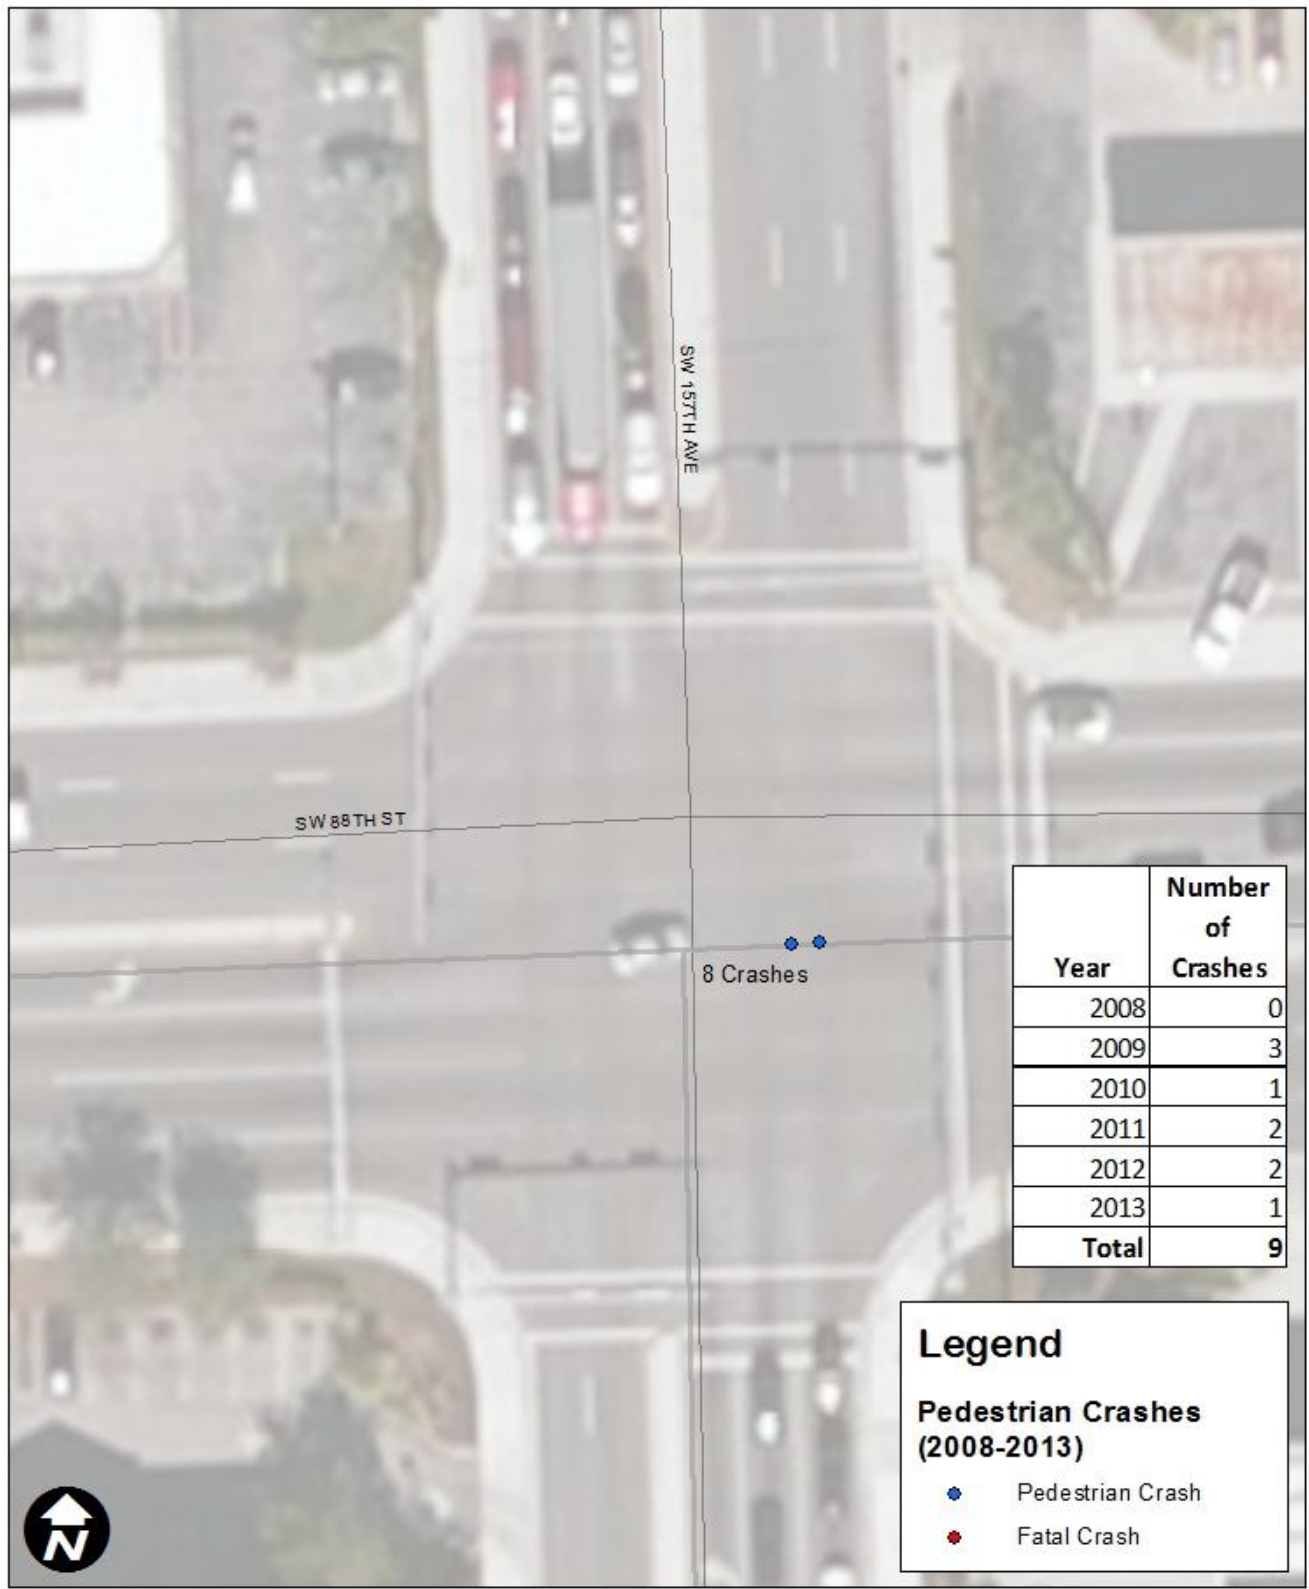 SW 157TH AVE
SW 88TH ST
8 Crashes
Year Number of Crashes
2008 0
2009 3
2010 1
2011 2
2012 2
2013 1
Total 9
Legend
Pedestrian Crashes
(2008-2013)
Pedestrian Crash
Fatal Crash
N